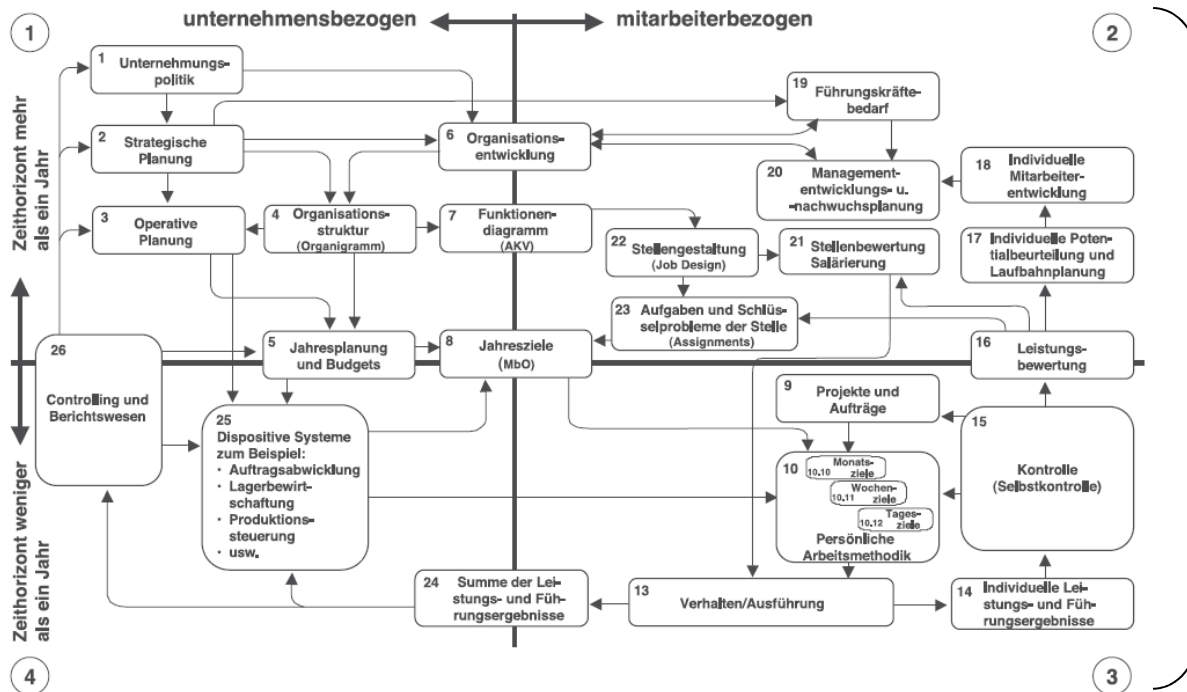 unternehmensbezogen
mitarbeiterbezogen
1
2
Zeithorizont mehr
als ein Jahr
1 Unternehmungs-
politik
19 Führungskräfte-
bedarf
2 Strategische
Planung
6 Organisations-
entwicklung
20 Management-
entwicklungs- u.
-nachwuchsplanung
18 Individuelle
Mitarbeiter-
entwicklung
3 Operative
Planung
4 Organisations-
struktur
(Organigramm)
7 Funktionen-
diagramm
(AKV)
22 Stellengestaltung
(Job Design)
21 Stellenbewertung
Salärierung
17 Individuelle Poten-
tialbeurteilung und
Laufbahnplanung
23 Aufgaben und Schlüs-
selprobleme der Stelle
(Assignments)
26
Controlling und
Berichtswesen
5 Jahresplanung
und Budgets
8 Jahresziele
(MbO)
16 Leistungs-
bewertung
Zeithorizont weniger
als ein Jahr
25
Dispositive Systeme
zum Beispiel:
· Auftragsabwicklung
· Lagerbewirt-
schaftung
· Produktions-
steuerung
· usw.
9 Projekte und
Aufträge
15
Kontrolle
(Selbstkontrolle)
10
10.10 Monats-
ziele
10.11 Wochen-
ziele
10.12 Tages-
ziele
Persönliche
Arbeitsmethodik
24 Summe der Lei-
stungs- und Füh-
rungsergebnisse
13 Verhalten/Ausführung
14 Individuelle Lei-
stungs- und Füh-
rungsergebnisse
4
3